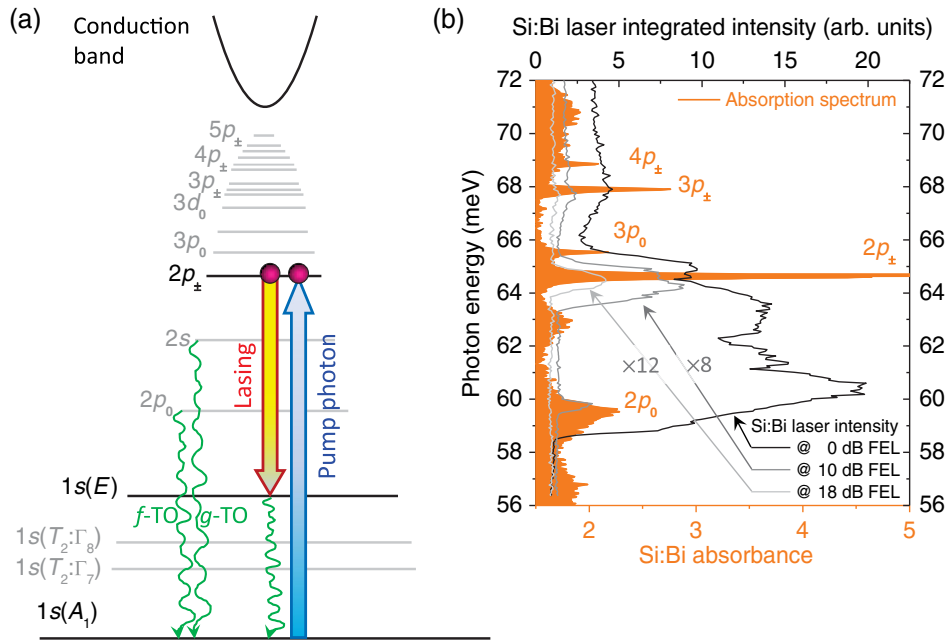 (a)
Conduction
band
5p±
4p±
3p±
3d₀
3p₀
2p±
2s
2p₀
Lasing
Pump photon
1s(E)
f-TO
g-TO
1s(T₂:Γ₈)
1s(T₂:Γ₇)
1s(A₁)
(b)
Si:Bi laser integrated intensity (arb. units)
0 5 10 15 20
72 72
70 70
68 68
66 66
64 64
62 62
60 60
58 58
56 56
Photon energy (meV)
Absorption spectrum
4p±
3p±
3p₀
2p±
×12 ×8
2p₀
Si:Bi laser intensity
@ 0 dB FEL
@ 10 dB FEL
@ 18 dB FEL
2 3 4 5
Si:Bi absorbance